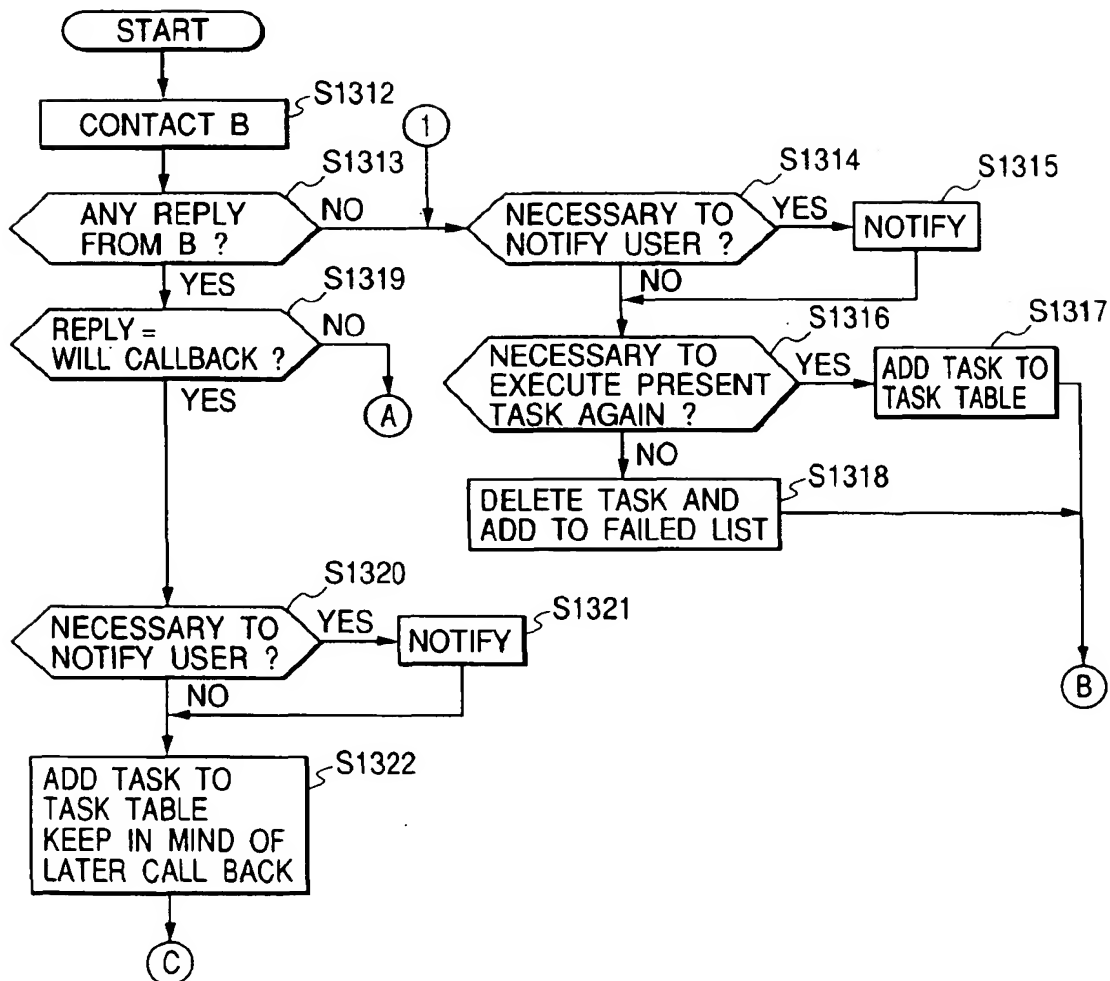 START
CONTACT B
S1312
1
ANY REPLY
FROM B ?
S1313
NO
YES
NECESSARY TO
NOTIFY USER ?
S1314
YES
NO
NOTIFY
S1315
REPLY =
WILL CALLBACK ?
S1319
NO
YES
A
NECESSARY TO
EXECUTE PRESENT
TASK AGAIN ?
S1316
YES
NO
ADD TASK TO
TASK TABLE
S1317
DELETE TASK AND
ADD TO FAILED LIST
S1318
B
NECESSARY TO
NOTIFY USER ?
S1320
YES
NO
NOTIFY
S1321
ADD TASK TO
TASK TABLE
KEEP IN MIND OF
LATER CALL BACK
S1322
C